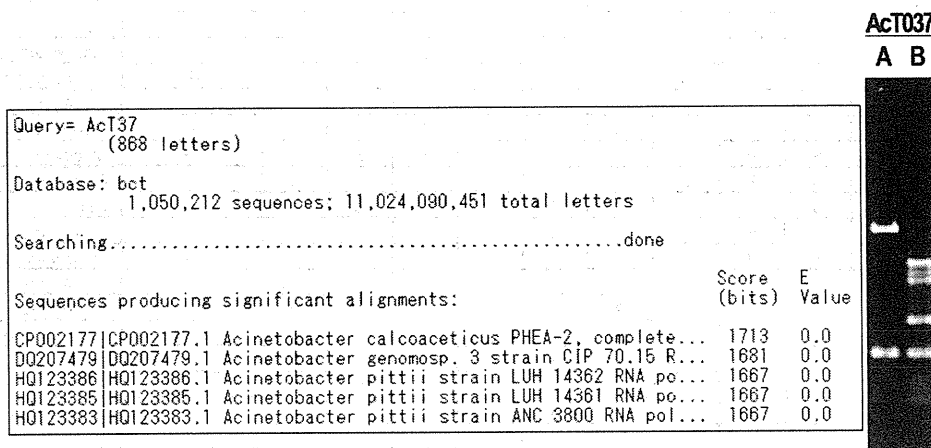 AcT037
A B
Query= AcT37
(868 letters)
Database: bct
1,050,212 sequences; 11,024,090,451 total letters
Searching..................................................done
Score E
Sequences producing significant alignments: (bits) Value
CP002177|CP002177.1 Acinetobacter calcoaceticus PHEA-2, complete... 1713 0.0
DQ207479|DQ207479.1 Acinetobacter genomosp. 3 strain CIP 70.15 R... 1681 0.0
HQ123386|HQ123386.1 Acinetobacter pittii strain LUH 14362 RNA po... 1667 0.0
HQ123385|HQ123385.1 Acinetobacter pittii strain LUH 14361 RNA po... 1667 0.0
HQ123383|HQ123383.1 Acinetobacter pittii strain ANC 3800 RNA pol... 1667 0.0